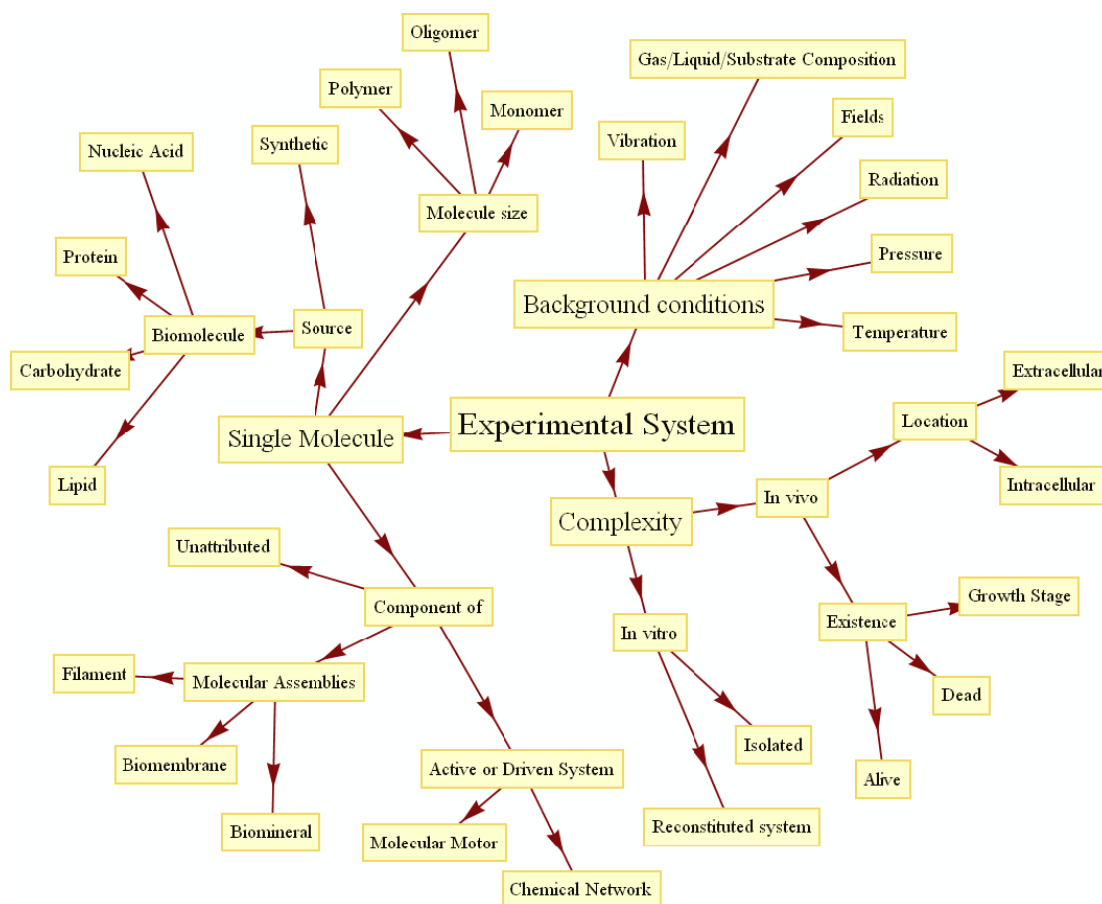 Oligomer
Gas/Liquid/Substrate Composition
Polymer
Monomer
Fields
Nucleic Acid
Synthetic
Vibration
Radiation
Molecule size
Protein
Pressure
Background conditions
Biomolecule
Source
Temperature
Carbohydrate
Extracellular
Experimental System
Location
Single Molecule
Lipid
In vivo
Intracellular
Complexity
Unattributed
Growth Stage
Component of
Existence
In vitro
Filament
Molecular Assemblies
Dead
Isolated
Biomembrane
Active or Driven System
Alive
Biomineral
Reconstituted system
Molecular Motor
Chemical Network